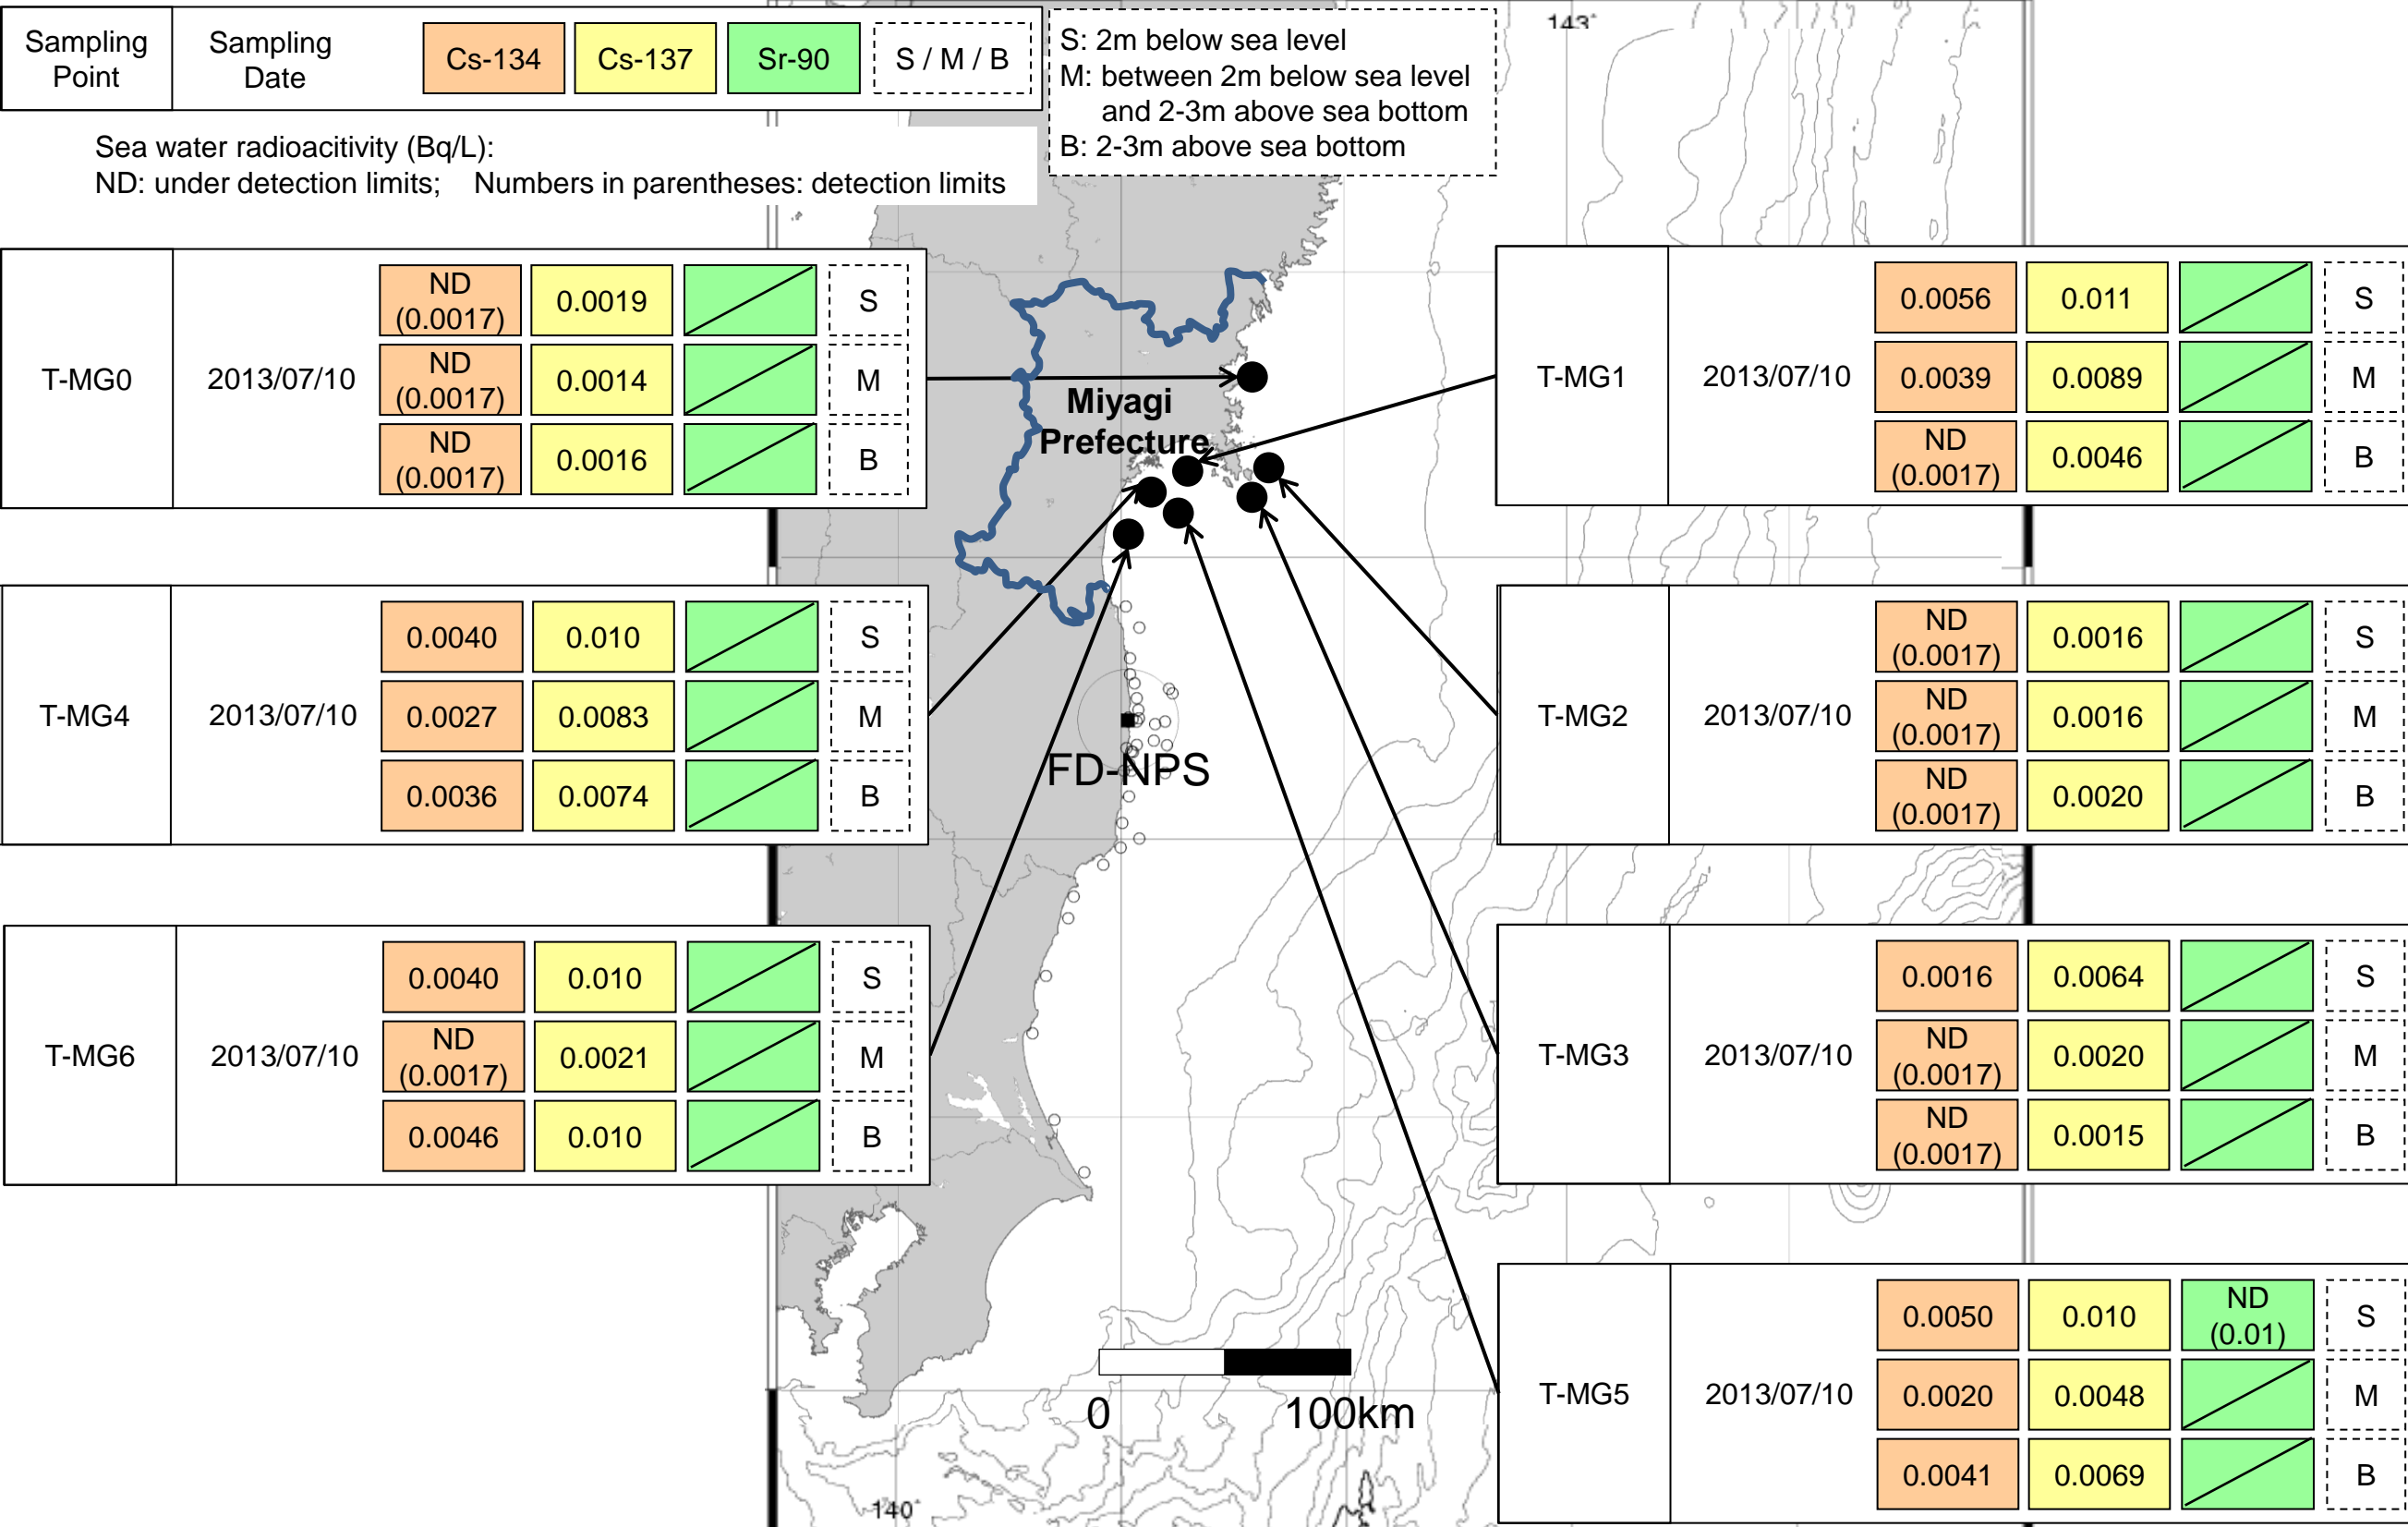 Sampling Point
Sampling Date
Cs-134
Cs-137
Sr-90
S / M / B
S: 2m below sea level
M: between 2m below sea level
and 2-3m above sea bottom
B: 2-3m above sea bottom
Sea water radioacitivity (Bq/L):
ND: under detection limits; Numbers in parentheses: detection limits
143°
T-MG0
2013/07/10
ND (0.0017) 0.0019 S
ND (0.0017) 0.0014 M
ND (0.0017) 0.0016 B
T-MG1
2013/07/10
0.0056 0.011 S
0.0039 0.0089 M
ND (0.0017) 0.0046 B
Miyagi
Prefecture
T-MG4
2013/07/10
0.0040 0.010 S
0.0027 0.0083 M
0.0036 0.0074 B
T-MG2
2013/07/10
ND (0.0017) 0.0016 S
ND (0.0017) 0.0016 M
ND (0.0017) 0.0020 B
FD-NPS
T-MG6
2013/07/10
0.0040 0.010 S
ND (0.0017) 0.0021 M
0.0046 0.010 B
T-MG3
2013/07/10
0.0016 0.0064 S
ND (0.0017) 0.0020 M
ND (0.0017) 0.0015 B
T-MG5
2013/07/10
0.0050 0.010 ND (0.01) S
0.0020 0.0048 M
0.0041 0.0069 B
0 100km
140°